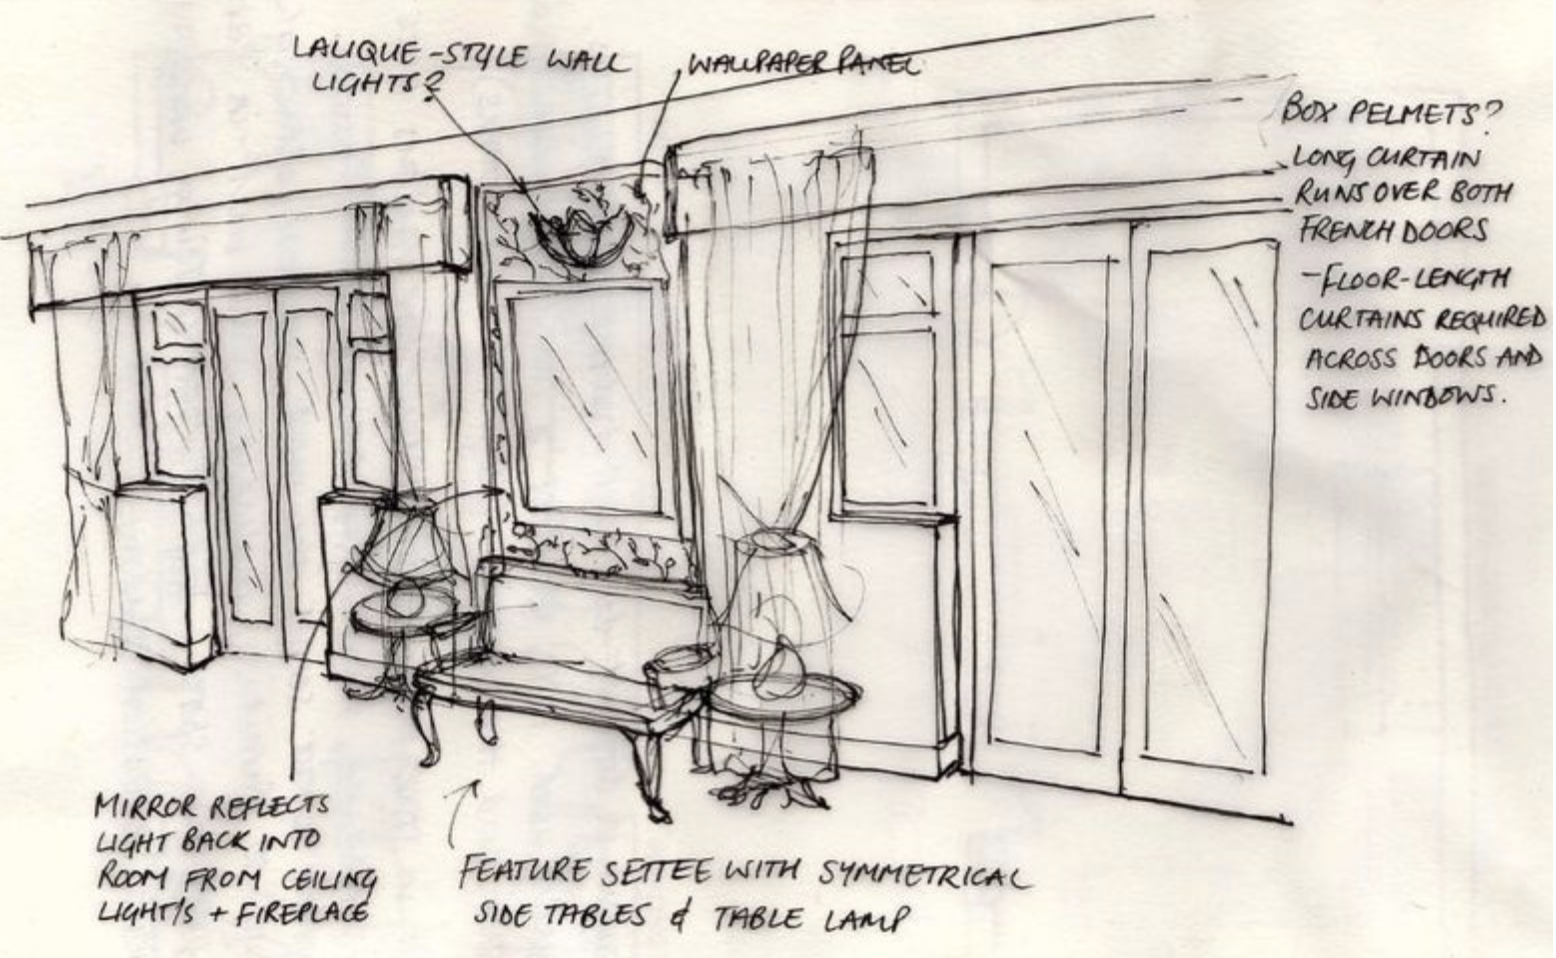 LALIQUE-STYLE WALL
LIGHTS?
WALLPAPER PANEL
BOX PELMETS?
LONG CURTAIN
RUNS OVER BOTH
FRENCH DOORS
-FLOOR-LENGTH
CURTAINS REQUIRED
ACROSS DOORS AND
SIDE WINDOWS.
MIRROR REFLECTS
LIGHT BACK INTO
ROOM FROM CEILING
LIGHT/S + FIREPLACE
FEATURE SETTEE WITH SYMMETRICAL
SIDE TABLES & TABLE LAMP